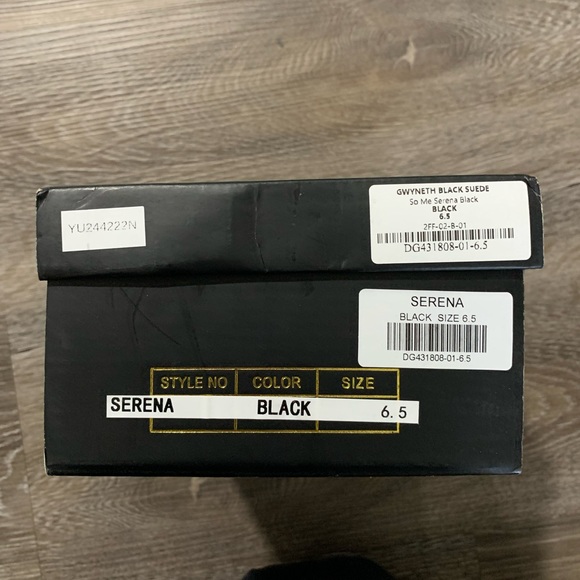 YU244222N
GWYNETH BLACK SUEDE
So Me Serena Black
BLACK
6.5
2FF-02-B-01
DG431808-01-6.5
SERENA
BLACK SIZE 6.5
DG431808-01-6.5
STYLE NO COLOR SIZE
SERENA BLACK 6.5